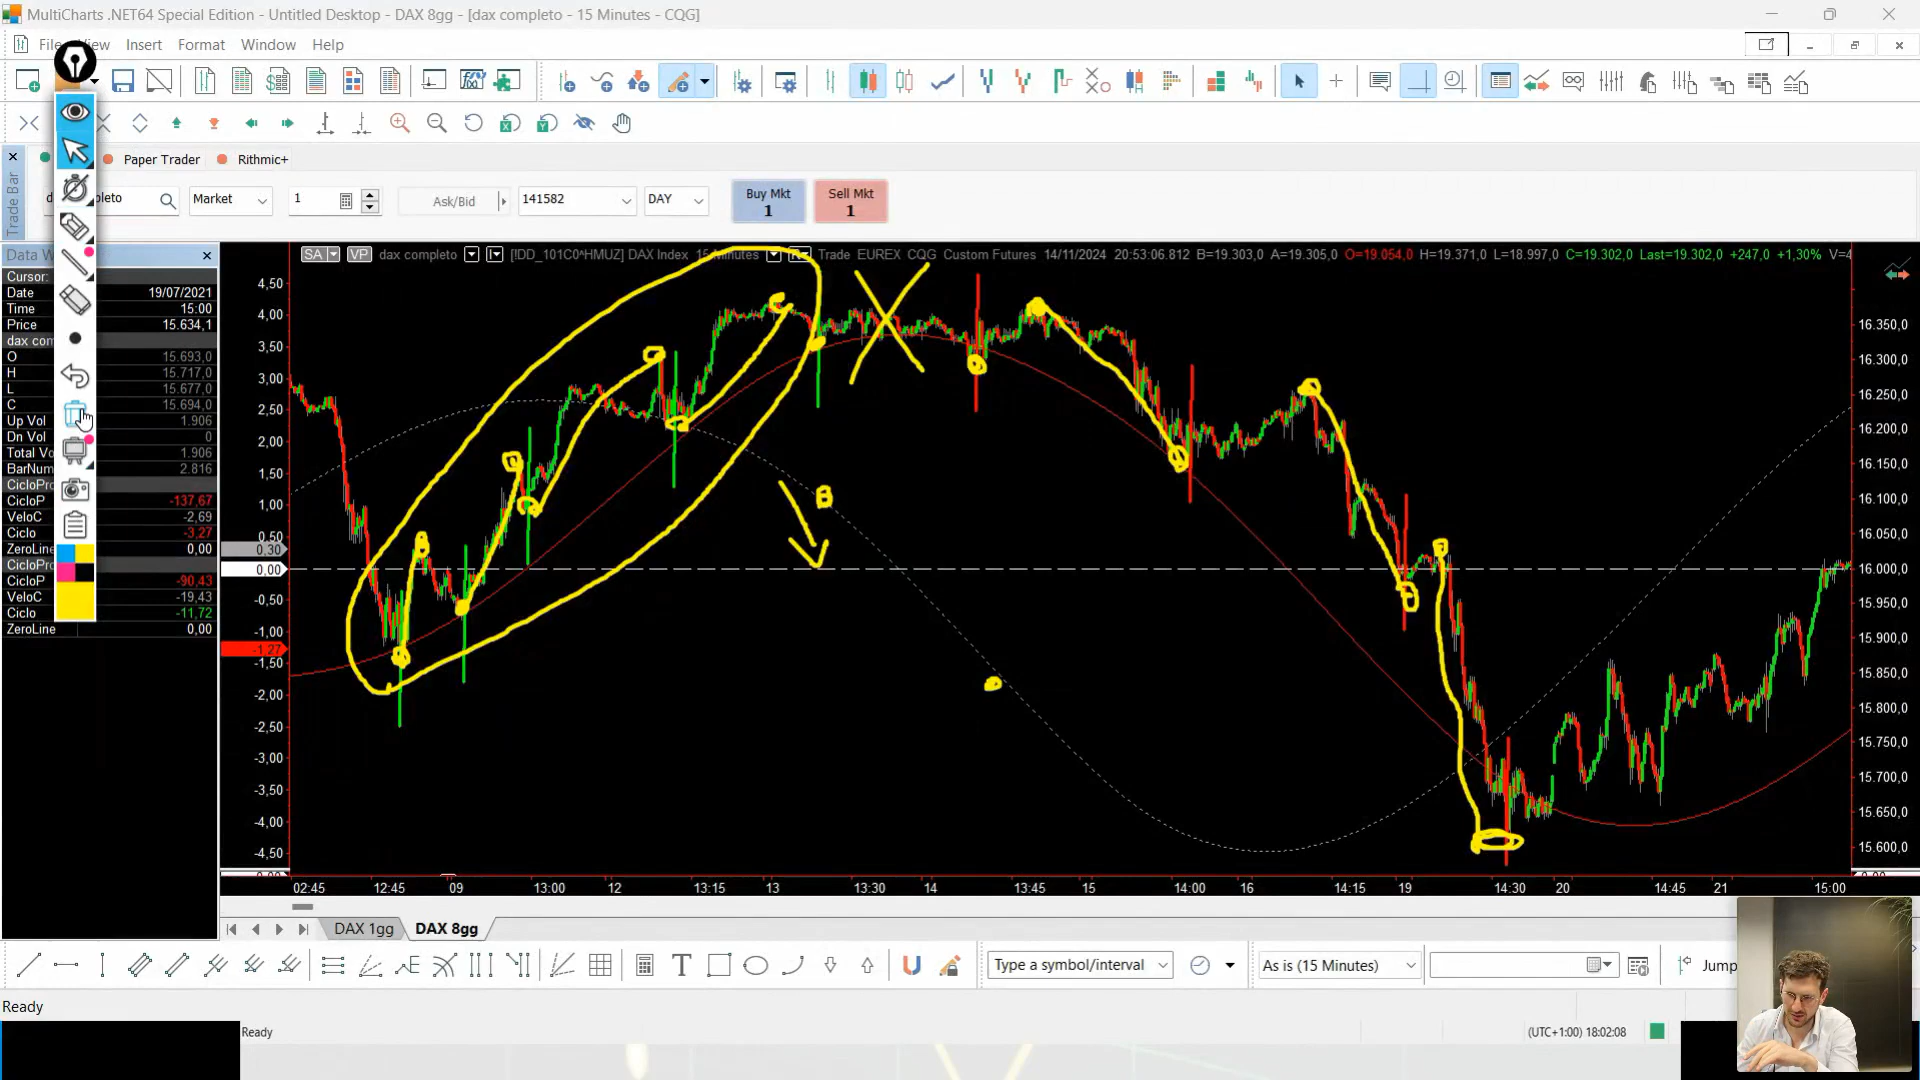 MultiCharts .NET64 Special Edition - Untitled Desktop - DAX 8gg - [dax completo - 15 Minutes - CQG]
File View Insert Format Window Help
Paper Trader Rithmic+
Market 1 Ask/Bid 141582 DAY Buy Mkt 1 Sell Mkt 1
Trade Bar
SA VP dax completo [!DD_101C0^HMUZ] DAX Index Trade EUREX CQG Custom Futures 14/11/2024 20:53:06.812 B=19.303,0 A=19.305,0 O=19.054,0 H=19.371,0 L=18.997,0 C=19.302,0 Last=19.302,0 +247,0 +1,30%
Cursor:
Date 19/07/2021
Time 15:00
Price 15.634,1
O 15.693,0
H 15.717,0
L 15.677,0
C 15.694,0
Up Vol 1.906
Dn Vol 0
Total Vo 1.906
BarNum 2.816
CicloPro
CicloP -137,67
VeloC -2,69
Ciclo -3,27
ZeroLine 0,00
CicloPro
CicloP -90,43
VeloC -19,43
Ciclo -11,72
ZeroLine 0,00
4,50
4,00
3,50
3,00
2,50
2,00
1,50
1,00
0,50
0,30
0,00
-0,50
-1,00
-1,27
-1,50
-2,00
-2,50
-3,00
-3,50
-4,00
-4,50
16.350,0
16.300,0
16.250,0
16.200,0
16.150,0
16.100,0
16.050,0
16.000,0
15.950,0
15.900,0
15.850,0
15.800,0
15.750,0
15.700,0
15.650,0
15.600,0
02:45 12:45 09 13:00 12 13:15 13 13:30 14 13:45 15 14:00 16 14:15 19 14:30 20 14:45 21 15:00
DAX 1gg DAX 8gg
Type a symbol/interval As is (15 Minutes) Jump
Ready
Ready (UTC+1:00) 18:02:08